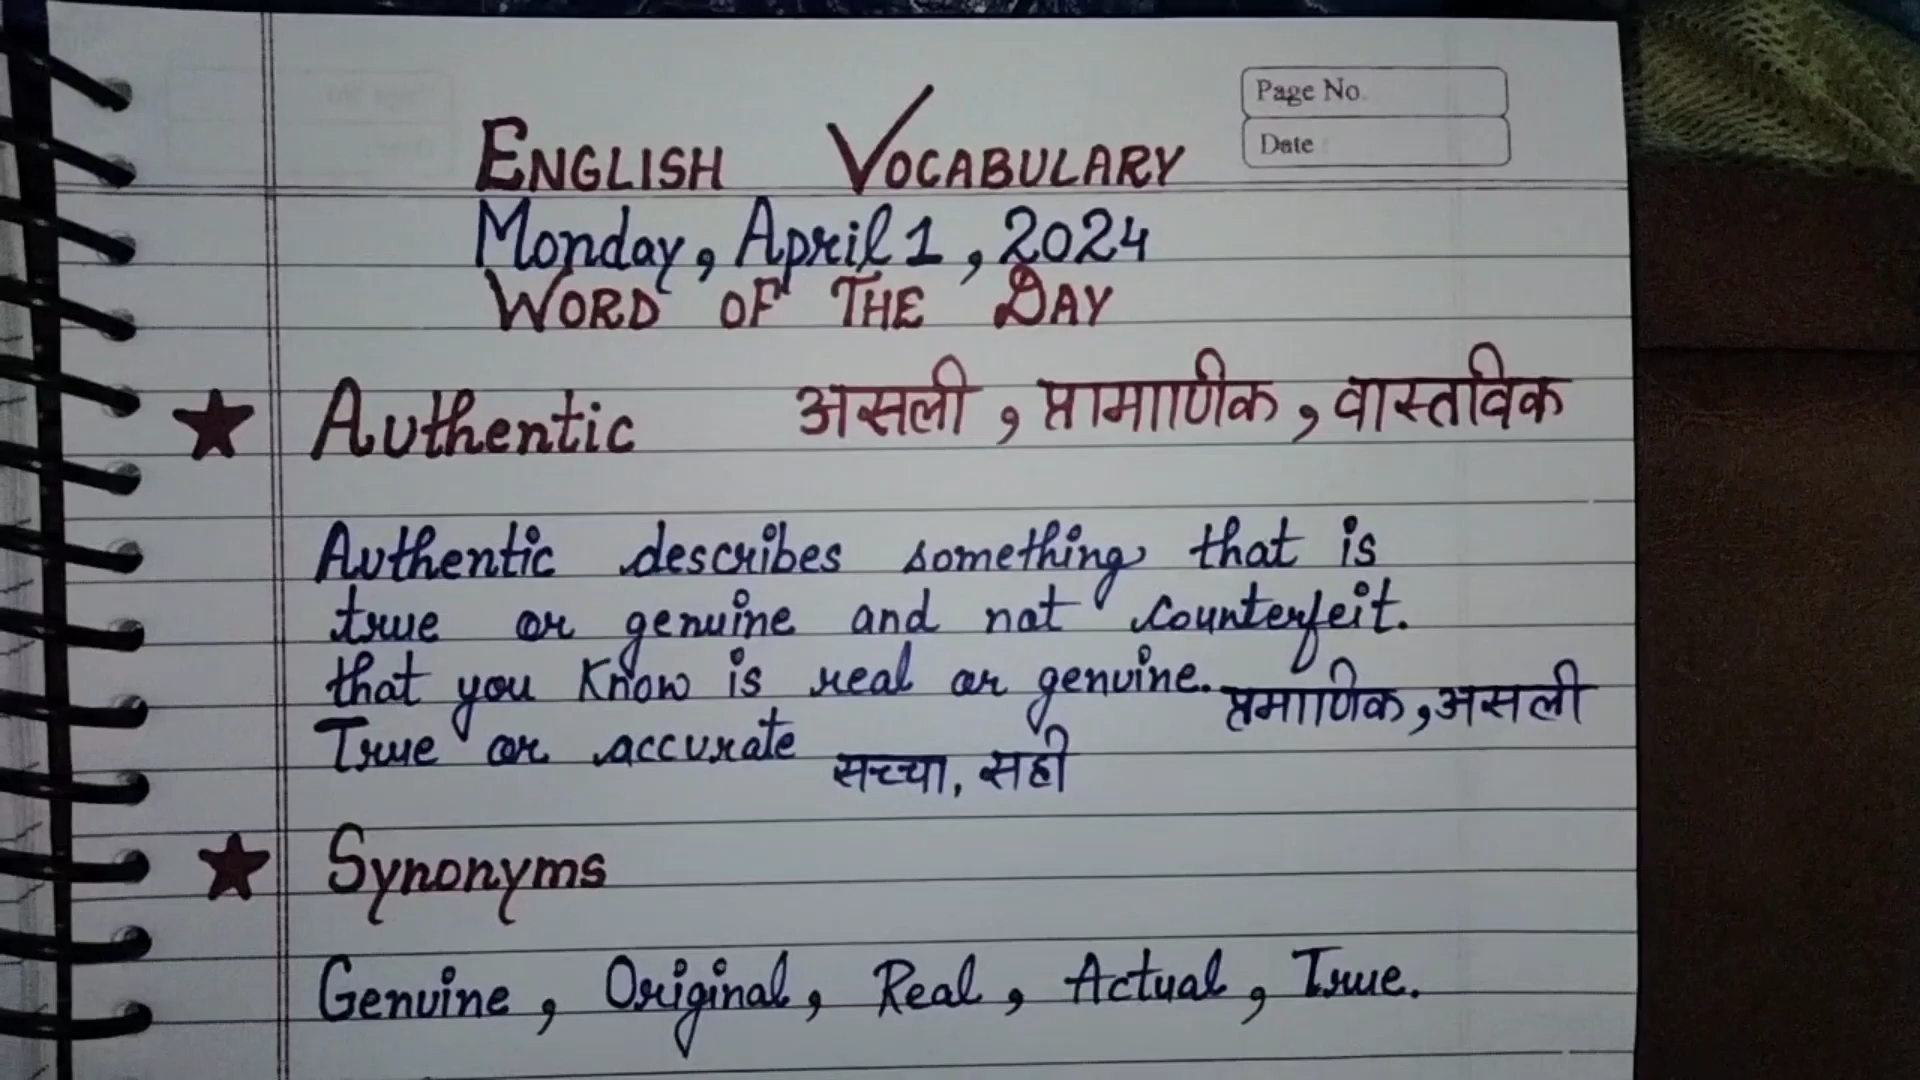 Page No.
Date
ENGLISH VOCABULARY
Monday, April 1, 2024
WORD OF THE DAY
★ Authentic असली, प्रामाणिक, वास्तविक
Authentic describes something that is
true or genuine and not counterfeit.
that you know is real or genuine. प्रमाणिक, असली
True or accurate सच्चा, सही
★ Synonyms
Genuine, Original, Real, Actual, True.